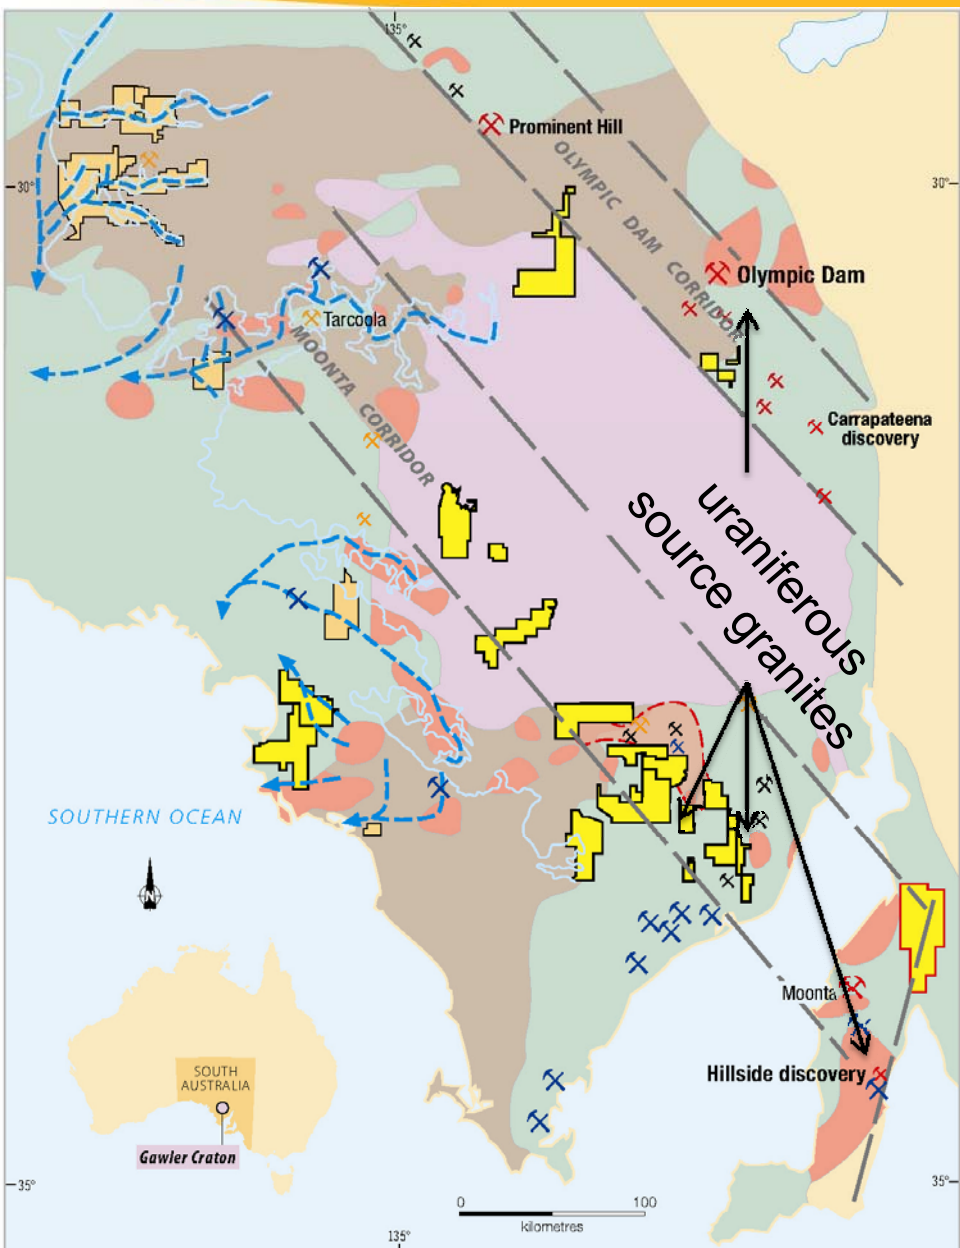 135°
Prominent Hill
OLYMPIC DAM CORRIDOR
30°
30°
Olympic Dam
Tarcoola
MOONTA CORRIDOR
Carrapateena
discovery
uraniferous
source granites
SOUTHERN OCEAN
N
Moonta
Hillside discovery
SOUTH
AUSTRALIA
Gawler Craton
35°
35°
0 100
kilometres
135°